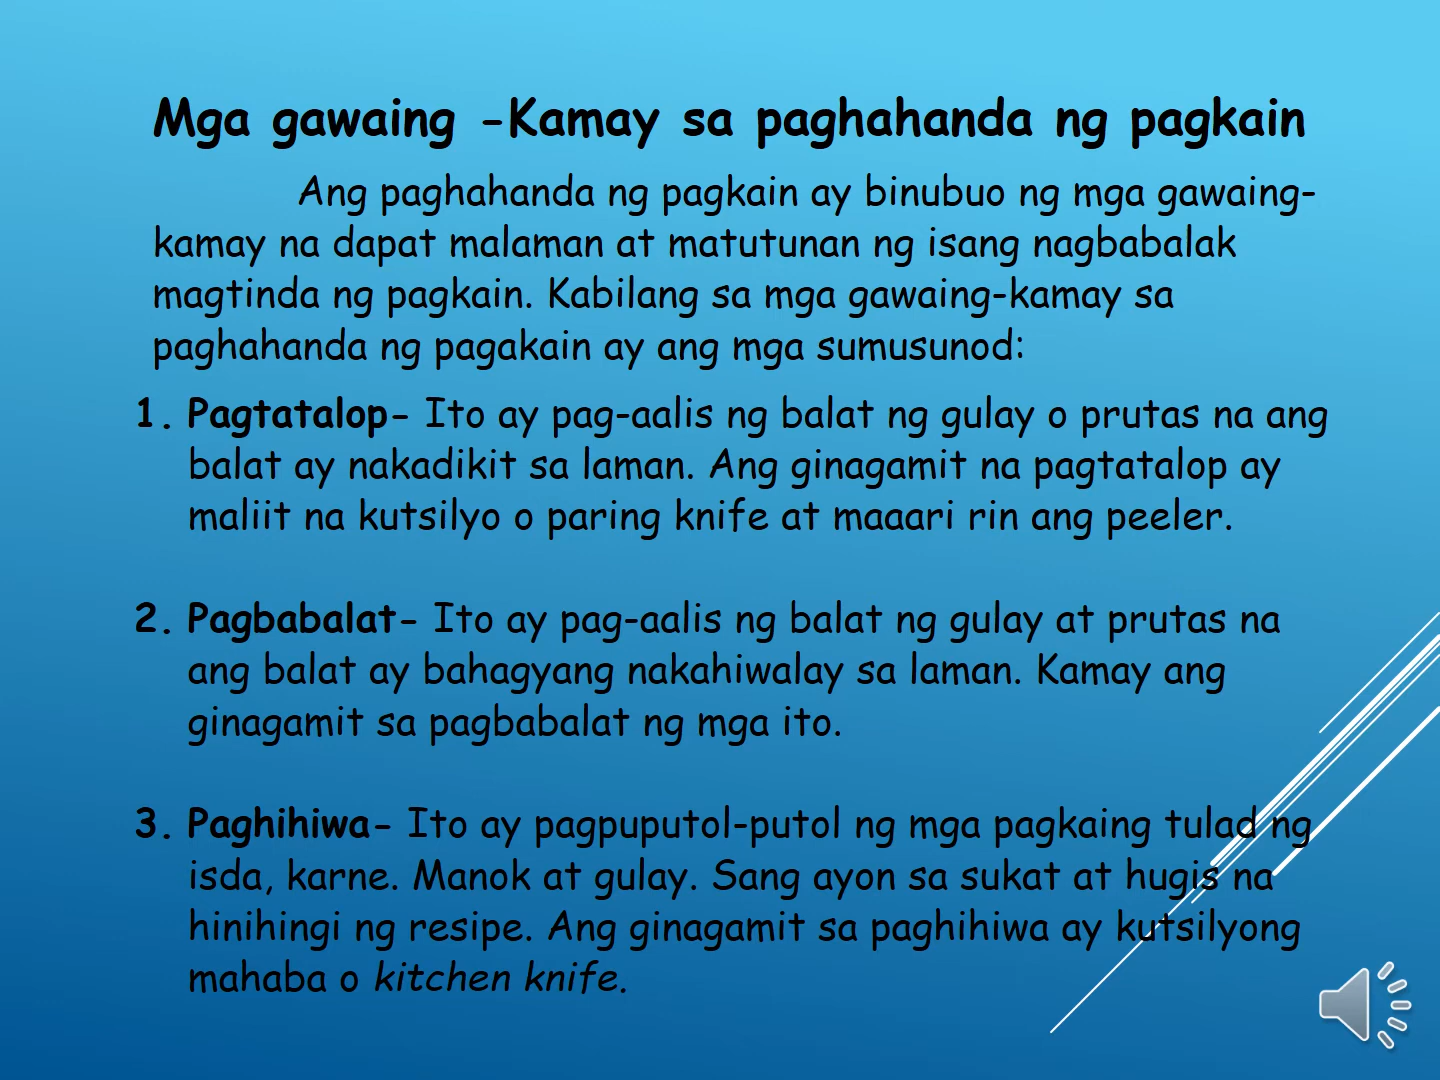 Mga gawaing -Kamay sa paghahanda ng pagkain
Ang paghahanda ng pagkain ay binubuo ng mga gawaing-
kamay na dapat malaman at matutunan ng isang nagbabalak
magtinda ng pagkain. Kabilang sa mga gawaing-kamay sa
paghahanda ng pagakain ay ang mga sumusunod:
1. Pagtatalop- Ito ay pag-aalis ng balat ng gulay o prutas na ang
balat ay nakadikit sa laman. Ang ginagamit na pagtatalop ay
maliit na kutsilyo o paring knife at maaari rin ang peeler.
2. Pagbabalat- Ito ay pag-aalis ng balat ng gulay at prutas na
ang balat ay bahagyang nakahiwalay sa laman. Kamay ang
ginagamit sa pagbabalat ng mga ito.
3. Paghihiwa- Ito ay pagpuputol-putol ng mga pagkaing tulad ng
isda, karne. Manok at gulay. Sang ayon sa sukat at hugis na
hinihingi ng resipe. Ang ginagamit sa paghihiwa ay kutsilyong
mahaba o kitchen knife.